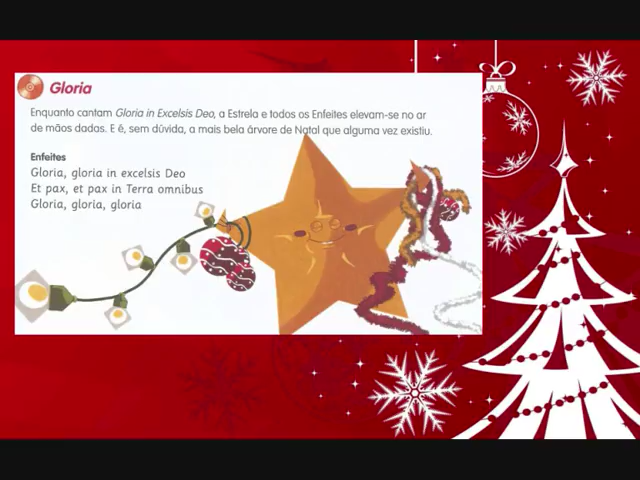 Gloria
Enquanto cantam Gloria in Excelsis Deo, a Estrela e todos os Enfeites elevam-se no ar
de mãos dadas. E é, sem dúvida, a mais bela árvore de Natal que alguma vez existiu.
Enfeites
Gloria, gloria in excelsis Deo
Et pax, et pax in Terra omnibus
Gloria, gloria, gloria